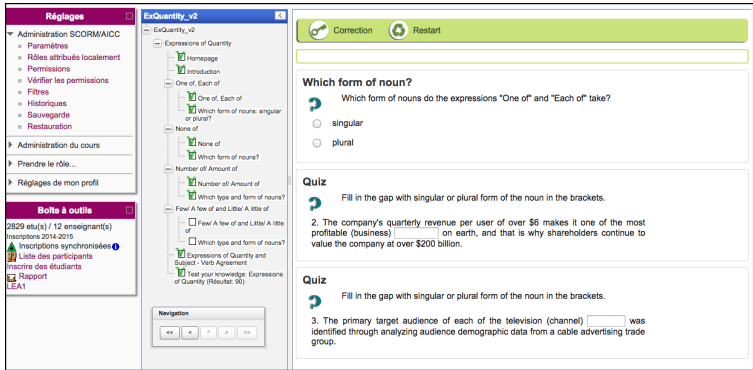 Réglages
Administration SCORM/AICC
Paramètres
Rôles attribués localement
Permissions
Vérifier les permissions
Filtres
Historiques
Sauvegarde
Restauration
Administration du cours
Prendre le rôle...
Réglages de mon profil
Boîte à outils
2829 etu(s) / 12 enseignant(s)
Inscriptions 2014-2015
Inscriptions synchronisées
Liste des participants
Inscrire des étudiants
Rapport
LEA1
ExQuantity_v2
<
ExQuantity_v2
Expressions of Quantity
Homepage
Introduction
One of, Each of
One of, Each of
Which form of nouns: singular
or plural?
None of
None of
Which form of nouns?
Number of/ Amount of
Number of/ Amount of
Which type and form of nouns?
Few/ A few of and Little/ A little of
Few/ A few of and Little/ A little
of
Which type and form of nouns?
Expressions of Quantity and
Subject - Verb Agreement
Test your knowledge: Expressions
of Quantity (Résultat: 90)
Navigation
<< < ^ > >>
Correction Restart
Which form of noun?
Which form of nouns do the expressions "One of" and "Each of" take?
singular
plural
Quiz
Fill in the gap with singular or plural form of the noun in the brackets.
2. The company's quarterly revenue per user of over $6 makes it one of the most
profitable (business) on earth, and that is why shareholders continue to
value the company at over $200 billion.
Quiz
Fill in the gap with singular or plural form of the noun in the brackets.
3. The primary target audience of each of the television (channel) was
identified through analyzing audience demographic data from a cable advertising trade
group.